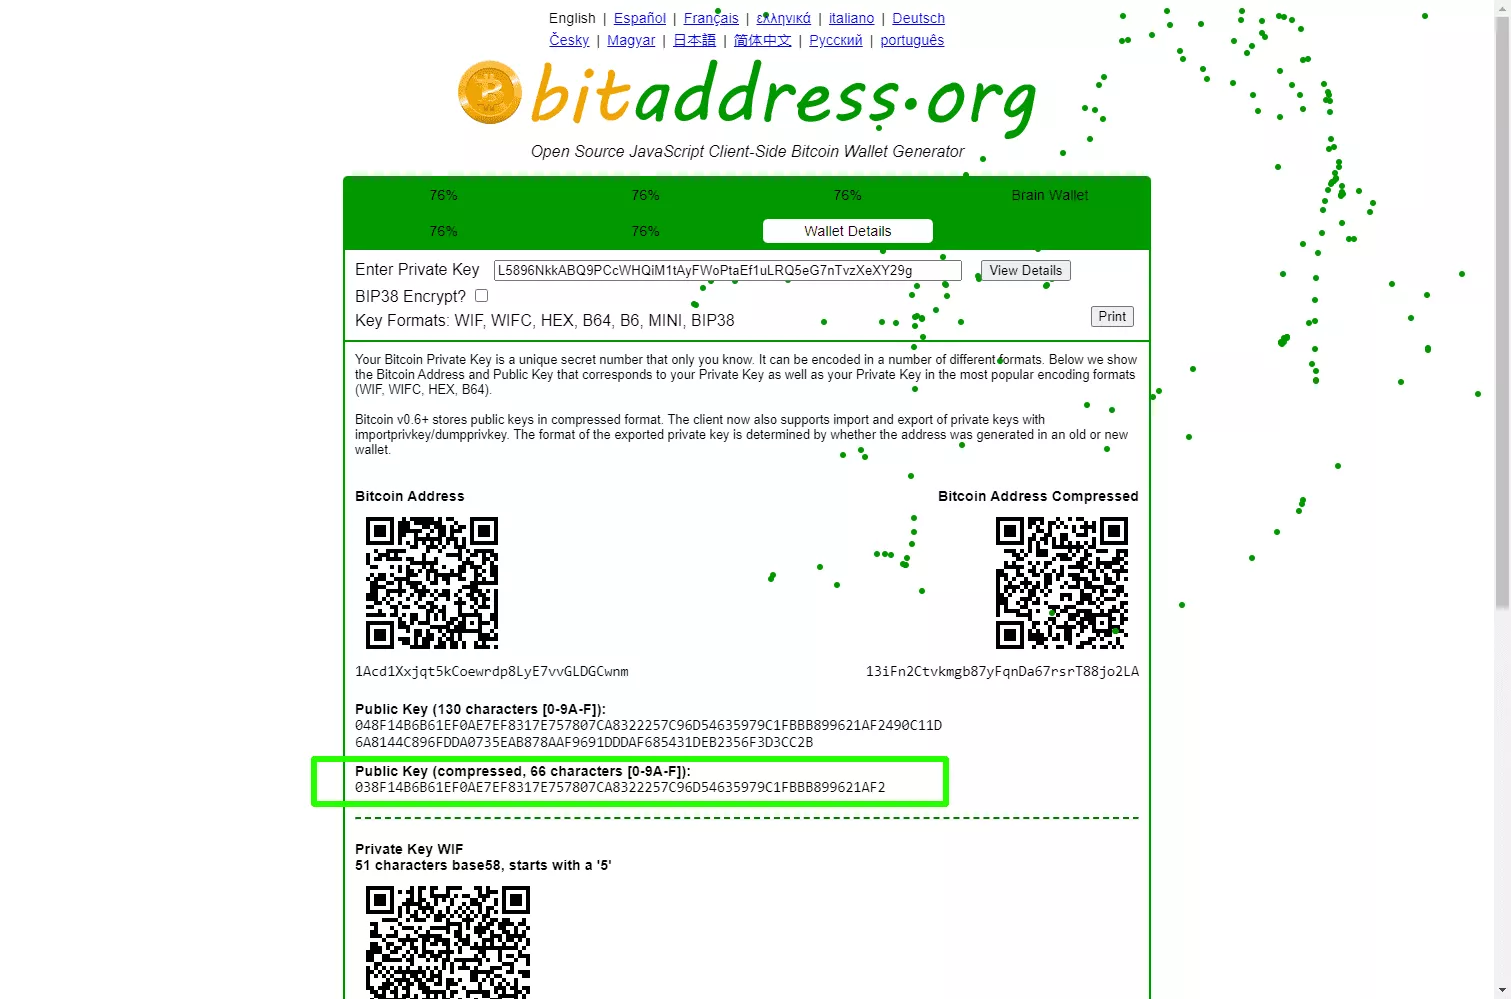 English | Español | Français | ελληνικά | italiano | Deutsch
Česky | Magyar | 日本語 | 简体中文 | Русский | português
bitaddress.org
Open Source JavaScript Client-Side Bitcoin Wallet Generator
76% 76% 76% Brain Wallet
76% 76% Wallet Details
Enter Private Key L5896NkkABQ9PCcWHQiM1tAyFWoPtaEf1uLRQ5eG7nTvzXeXY29g View Details
BIP38 Encrypt?
Key Formats: WIF, WIFC, HEX, B64, B6, MINI, BIP38 Print
Your Bitcoin Private Key is a unique secret number that only you know. It can be encoded in a number of different formats. Below we show
the Bitcoin Address and Public Key that corresponds to your Private Key as well as your Private Key in the most popular encoding formats
(WIF, WIFC, HEX, B64).
Bitcoin v0.6+ stores public keys in compressed format. The client now also supports import and export of private keys with
importprivkey/dumpprivkey. The format of the exported private key is determined by whether the address was generated in an old or new
wallet.
Bitcoin Address Bitcoin Address Compressed
1Acd1Xxjqt5kCoewrdp8LyE7vvGLDGCwnm 13iFn2Ctvkmgb87yFqnDa67rsrT88jo2LA
Public Key (130 characters [0-9A-F]):
048F14B6B61EF0AE7EF8317E757807CA8322257C96D54635979C1FBBB899621AF2490C11D
6A8144C896FDDA0735EAB878AAF9691DDDAF685431DEB2356F3D3CC2B
Public Key (compressed, 66 characters [0-9A-F]):
038F14B6B61EF0AE7EF8317E757807CA8322257C96D54635979C1FBBB899621AF2
Private Key WIF
51 characters base58, starts with a '5'